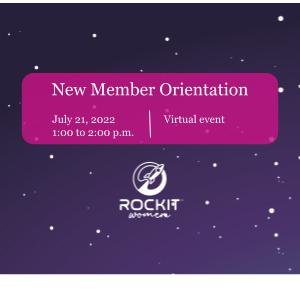 New Member Orientation
July 21, 2022
1:00 to 2:00 p.m.
Virtual event
ROCKIT
women